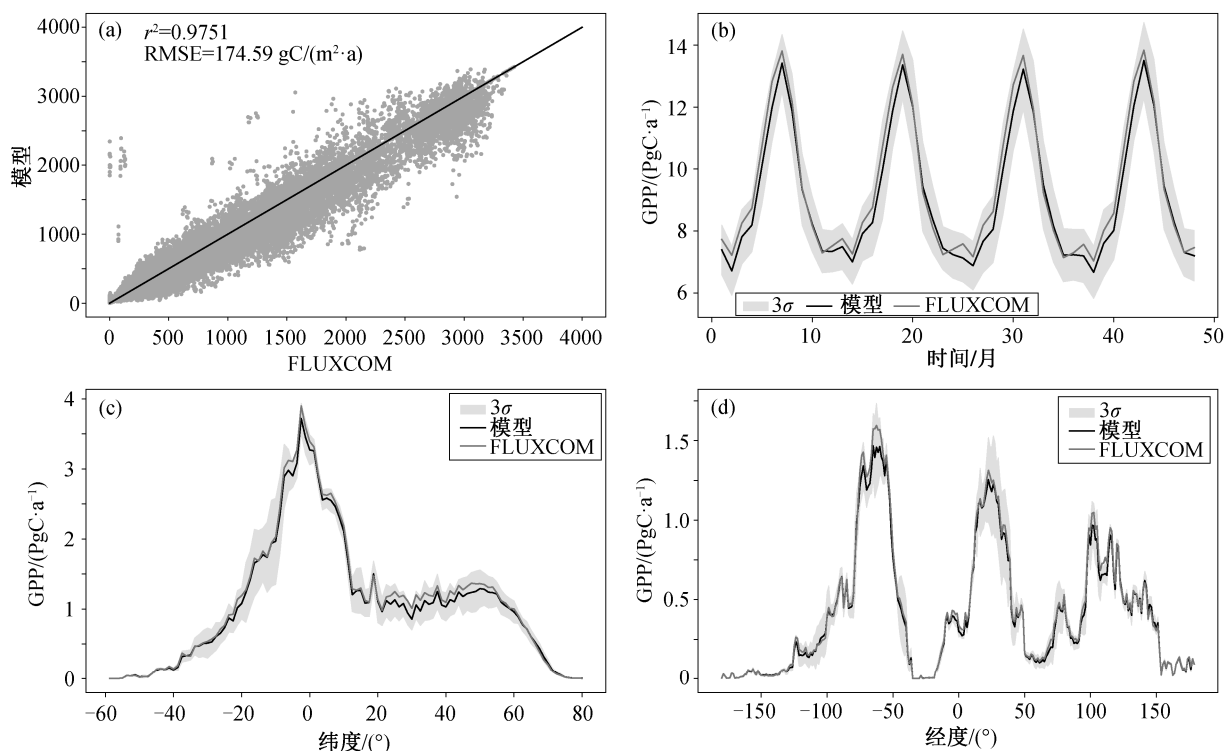 (a)
r²=0.9751
RMSE=174.59 gC/(m²·a)
模型
4000
3000
2000
1000
0
0 500 1000 1500 2000 2500 3000 3500 4000
FLUXCOM
(b)
GPP/(PgC·a⁻¹)
14
12
10
8
6
3σ 模型 FLUXCOM
0 10 20 30 40 50
时间/月
(c)
3σ
模型
FLUXCOM
GPP/(PgC·a⁻¹)
4
3
2
1
0
−60 −40 −20 0 20 40 60 80
纬度/(°)
(d)
3σ
模型
FLUXCOM
GPP/(PgC·a⁻¹)
1.5
1.0
0.5
0
−150 −100 −50 0 50 100 150
经度/(°)